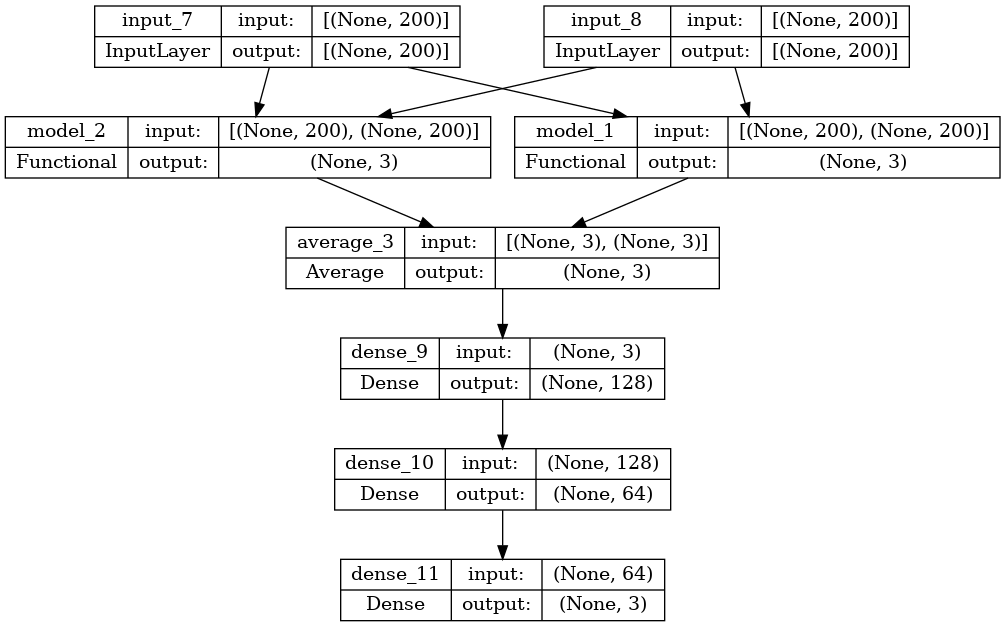 input_7 input: [(None, 200)]
InputLayer output: [(None, 200)]
input_8 input: [(None, 200)]
InputLayer output: [(None, 200)]
model_2 input: [(None, 200), (None, 200)]
Functional output: (None, 3)
model_1 input: [(None, 200), (None, 200)]
Functional output: (None, 3)
average_3 input: [(None, 3), (None, 3)]
Average output: (None, 3)
dense_9 input: (None, 3)
Dense output: (None, 128)
dense_10 input: (None, 128)
Dense output: (None, 64)
dense_11 input: (None, 64)
Dense output: (None, 3)